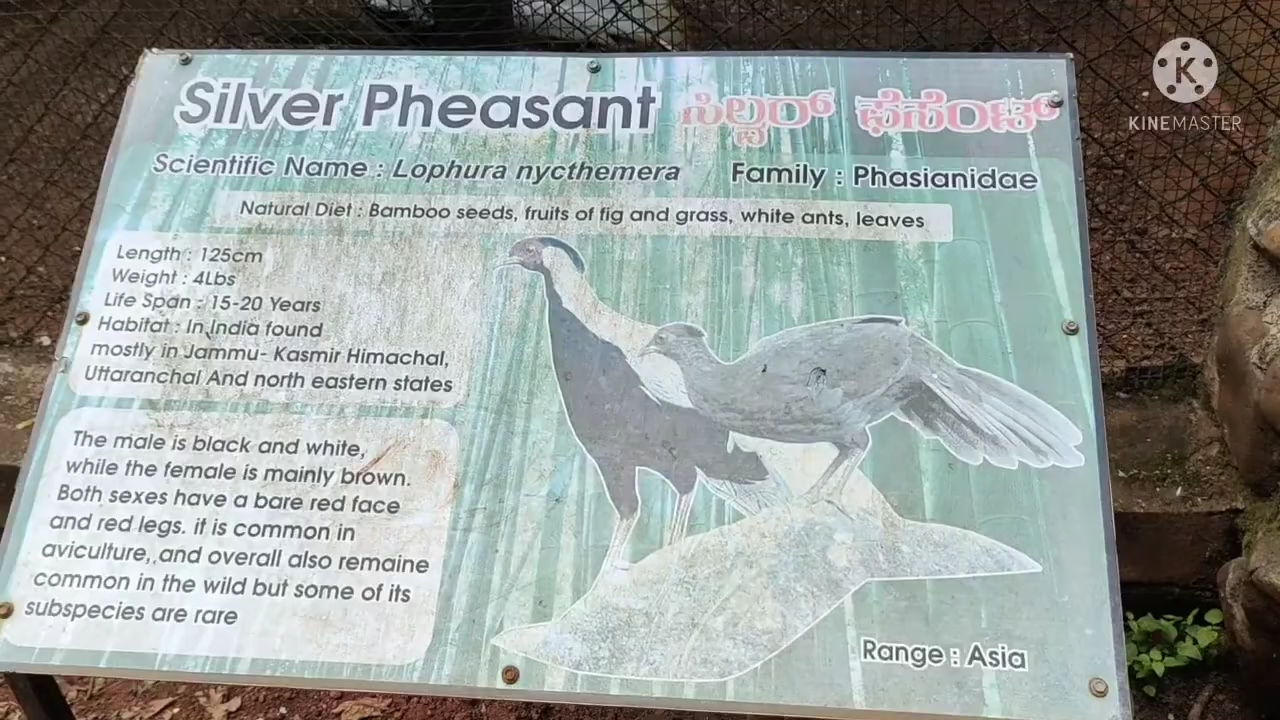 Silver Pheasant ಸಿಲ್ವರ್ ಫೆಸೆಂಟ್
Scientific Name : Lophura nycthemera Family : Phasianidae
Natural Diet : Bamboo seeds, fruits of fig and grass, white ants, leaves
Length : 125cm
Weight : 4Lbs
Life Span : 15-20 Years
Habitat : In India found
mostly in Jammu- Kasmir Himachal,
Uttaranchal And north eastern states
The male is black and white,
while the female is mainly brown.
Both sexes have a bare red face
and red legs. it is common in
aviculture, and overall also remaine
common in the wild but some of its
subspecies are rare
Range : Asia
K
KINEMASTER